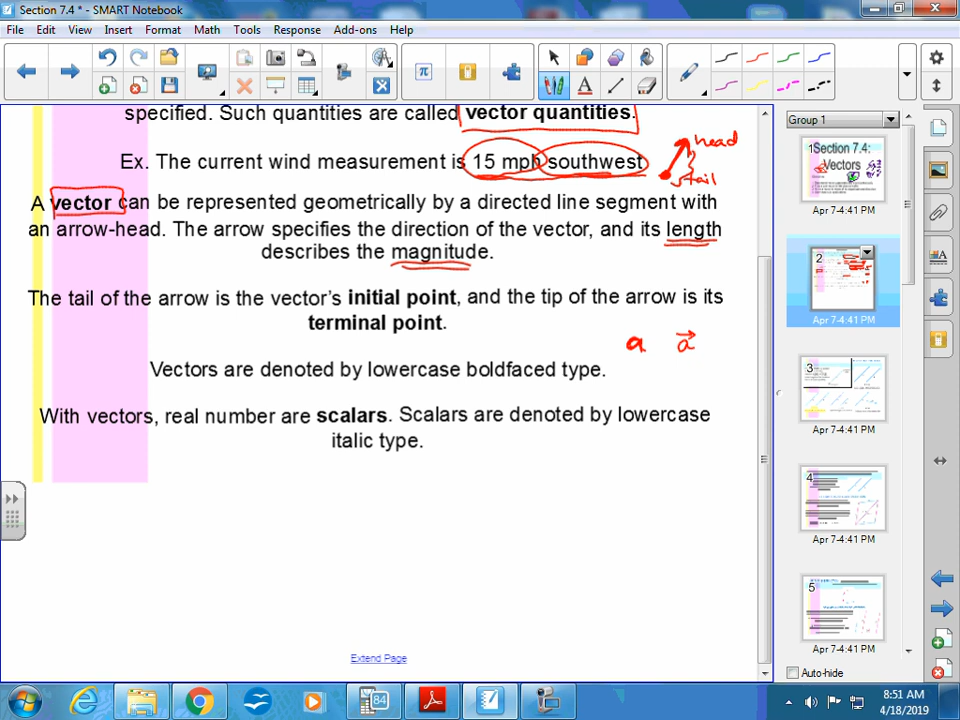 Section 7.4 * - SMART Notebook
File Edit View Insert Format Math Tools Response Add-ons Help
specified. Such quantities are called vector quantities.
Ex. The current wind measurement is 15 mph southwest
head
tail
A vector can be represented geometrically by a directed line segment with
an arrow-head. The arrow specifies the direction of the vector, and its length
describes the magnitude.
The tail of the arrow is the vector's initial point, and the tip of the arrow is its
terminal point.
a a
Vectors are denoted by lowercase boldfaced type.
With vectors, real number are scalars. Scalars are denoted by lowercase
italic type.
Extend Page
Group 1
1
Section 7.4:
Vectors
Apr 7-4:41 PM
2
Apr 7-4:41 PM
3
Apr 7-4:41 PM
4
Apr 7-4:41 PM
5
Apr 7-4:41 PM
Auto-hide
84
8:51 AM
4/18/2019